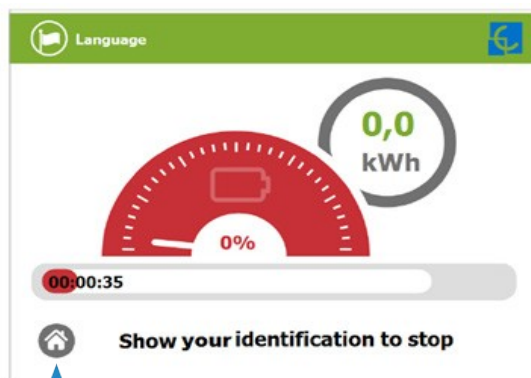 Language
0,0
kWh
0%
00:00:35
Show your identification to stop